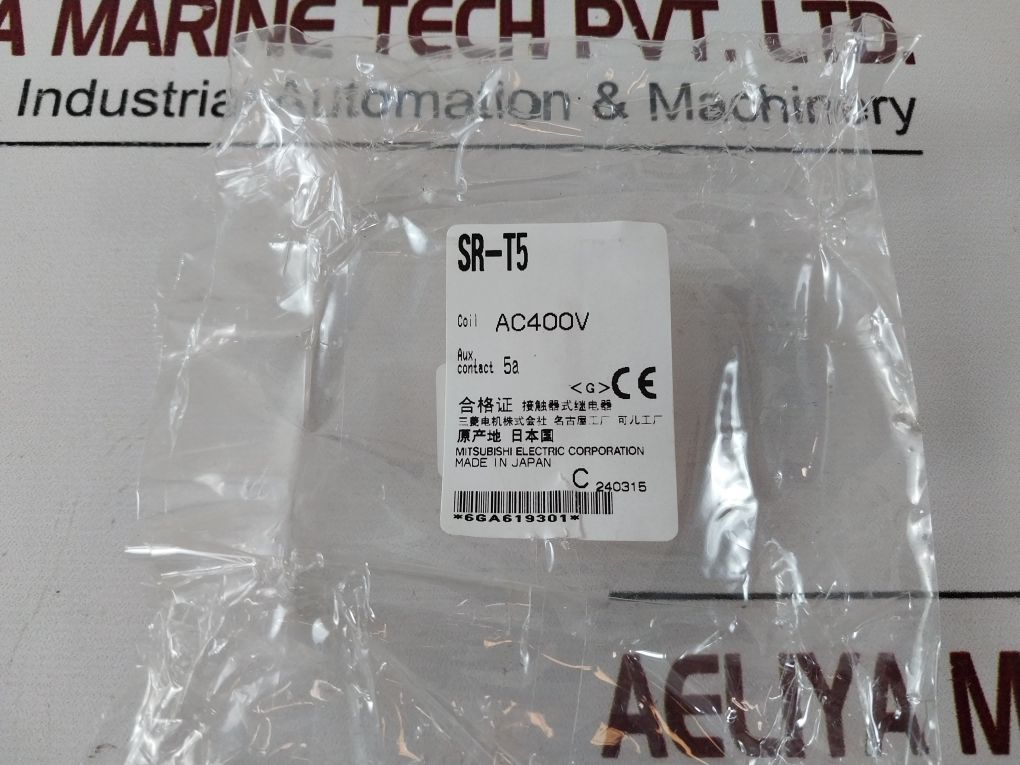 A MARINE TECH PVT. LTD.
Industrial Automation & Machinery
SR-T5
Coil AC400V
Aux. contact 5a
<G> CE
合格证 接触器式继电器
三菱电机株式会社 名古屋工厂 可儿工厂
原产地 日本国
MITSUBISHI ELECTRIC CORPORATION
MADE IN JAPAN
C 240315
*6GA619301*
AELIYA M